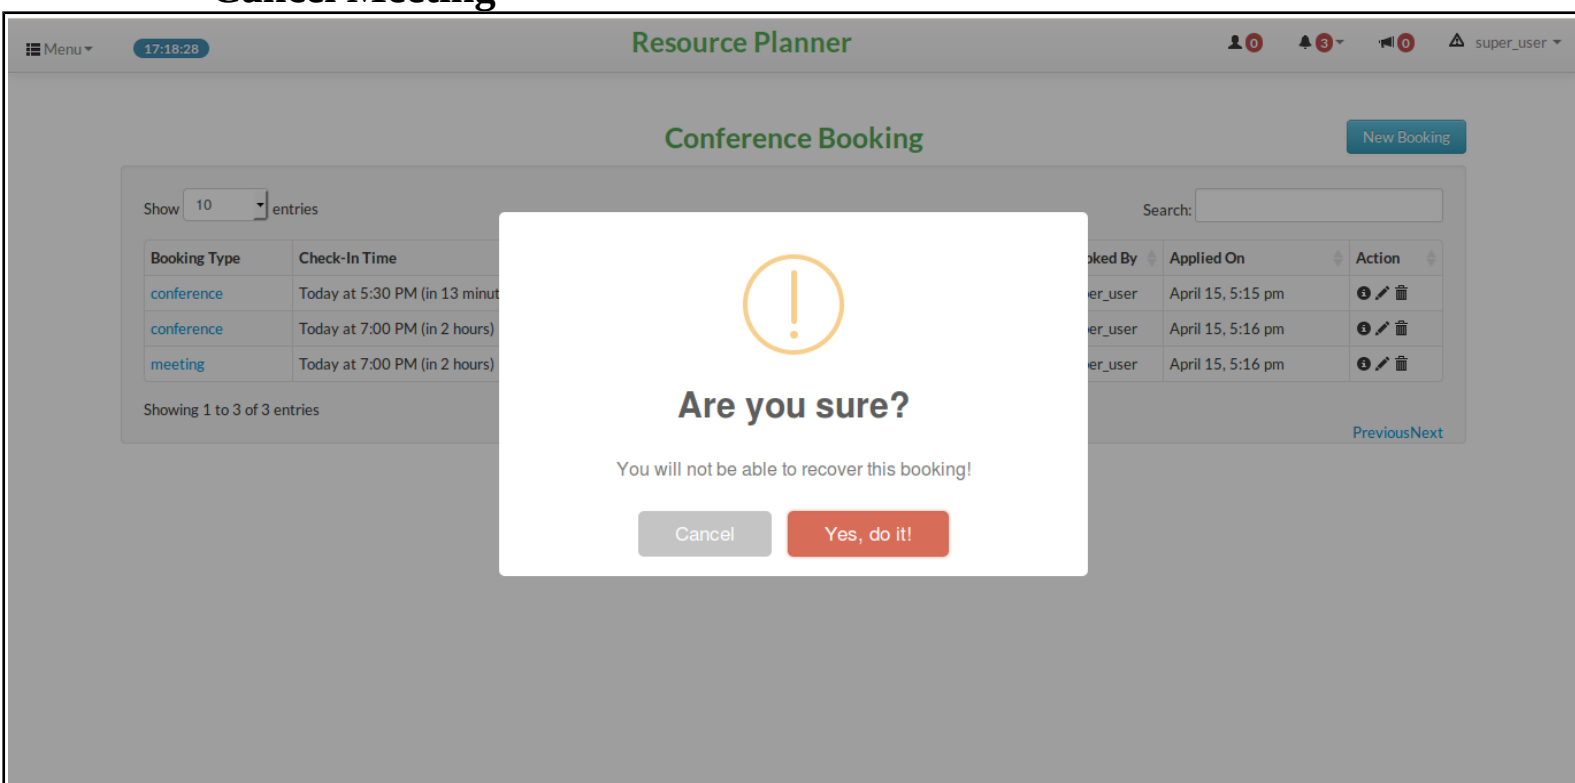 Cancel Meeting
Menu 17:18:28 Resource Planner 0 3 0 super_user
Conference Booking New Booking
Show 10 entries Search:
Booking Type Check-In Time By Applied On Action
conference Today at 5:30 PM (in 13 April 15, 5:15 pm
conference Today at 7:00 PM (in 2 hours) April 15, 5:16 pm
meeting Today at 7:00 PM (in 2 hours) April 15, 5:16 pm
Showing 1 to 3 of 3 entries
PreviousNext
Are you sure?
You will not be able to recover this booking!
Cancel Yes, do it!